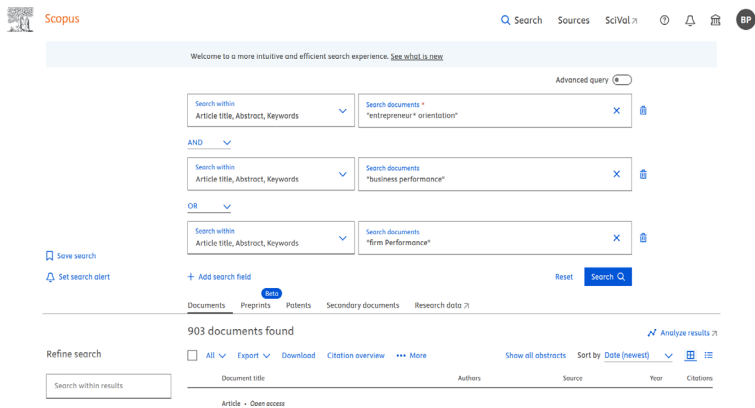 Scopus
Search
Sources
SciVal
BP
Welcome to a more intuitive and efficient search experience. See what is new
Advanced query
Search within
Article title, Abstract, Keywords
Search documents *
"entrepreneur* orientation"
AND
Search within
Article title, Abstract, Keywords
Search documents
"business performance"
OR
Search within
Article title, Abstract, Keywords
Search documents
"firm Performance"
Save search
Set search alert
+ Add search field
Reset
Search
Beta
Documents Preprints Patents Secondary documents Research data
903 documents found
Analyze results
Refine search
All Export Download Citation overview ••• More Show all abstracts Sort by Date (newest)
Search within results
Document title Authors Source Year Citations
Article • Open access